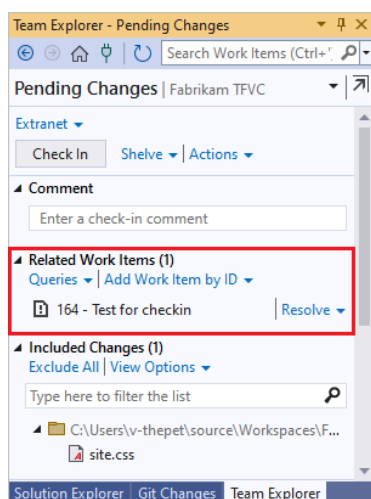 Team Explorer - Pending Changes
Search Work Items (Ctrl+'
Pending Changes | Fabrikam TFVC
Extranet
Check In Shelve Actions
Comment
Enter a check-in comment
Related Work Items (1)
Queries Add Work Item by ID
164 - Test for checkin Resolve
Included Changes (1)
Exclude All View Options
Type here to filter the list
C:\Users\v-thepet\source\Workspaces\F...
site.css
Solution Explorer Git Changes Team Explorer